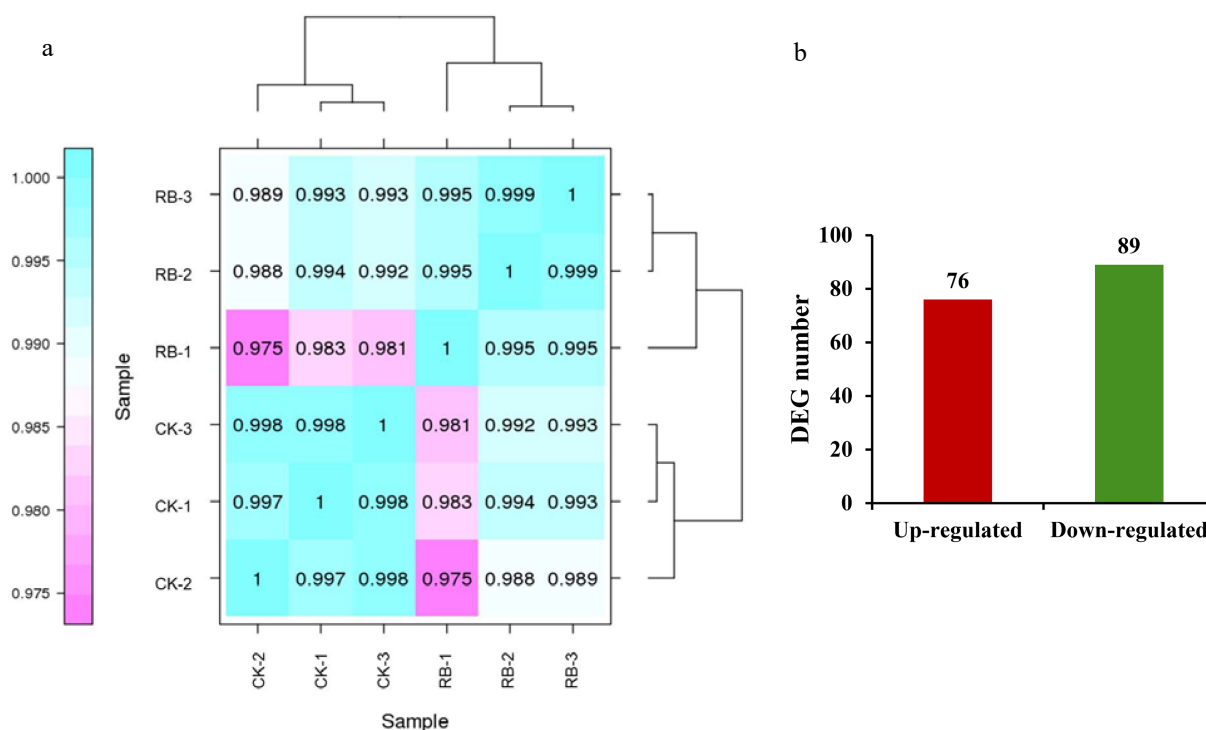 a
b
1.000
0.995
0.990
0.985
0.980
0.975
Sample
RB-3 0.989 0.993 0.993 0.995 0.999 1
RB-2 0.988 0.994 0.992 0.995 1 0.999
RB-1 0.975 0.983 0.981 1 0.995 0.995
CK-3 0.998 0.998 1 0.981 0.992 0.993
CK-1 0.997 1 0.998 0.983 0.994 0.993
CK-2 1 0.997 0.998 0.975 0.988 0.989
CK-2 CK-1 CK-3 RB-1 RB-2 RB-3
Sample
DEG number
100
80
60
40
20
0
76
89
Up-regulated Down-regulated